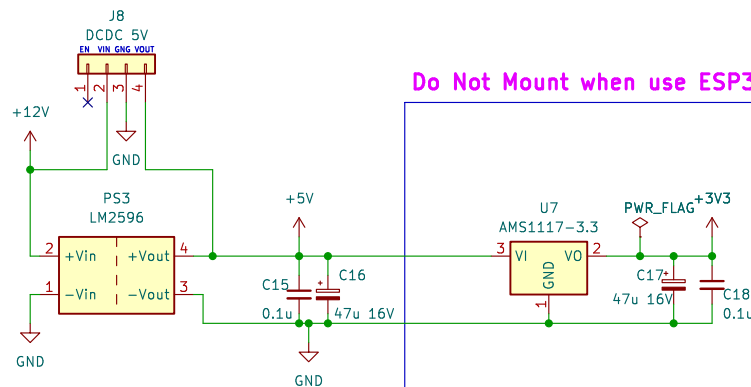 J8
DCDC 5V
EN VIN GNG VOUT
1 2 3 4
Do Not Mount when use ESP3
+12V
GND
PS3
LM2596
+5V
U7
AMS1117-3.3
PWR_FLAG
+3V3
2 +Vin +Vout 4
1 -Vin -Vout 3
C15
0.1u
C16
47u 16V
3 VI VO 2
GND
1
C17
47u 16V
C18
0.1u
GND
GND